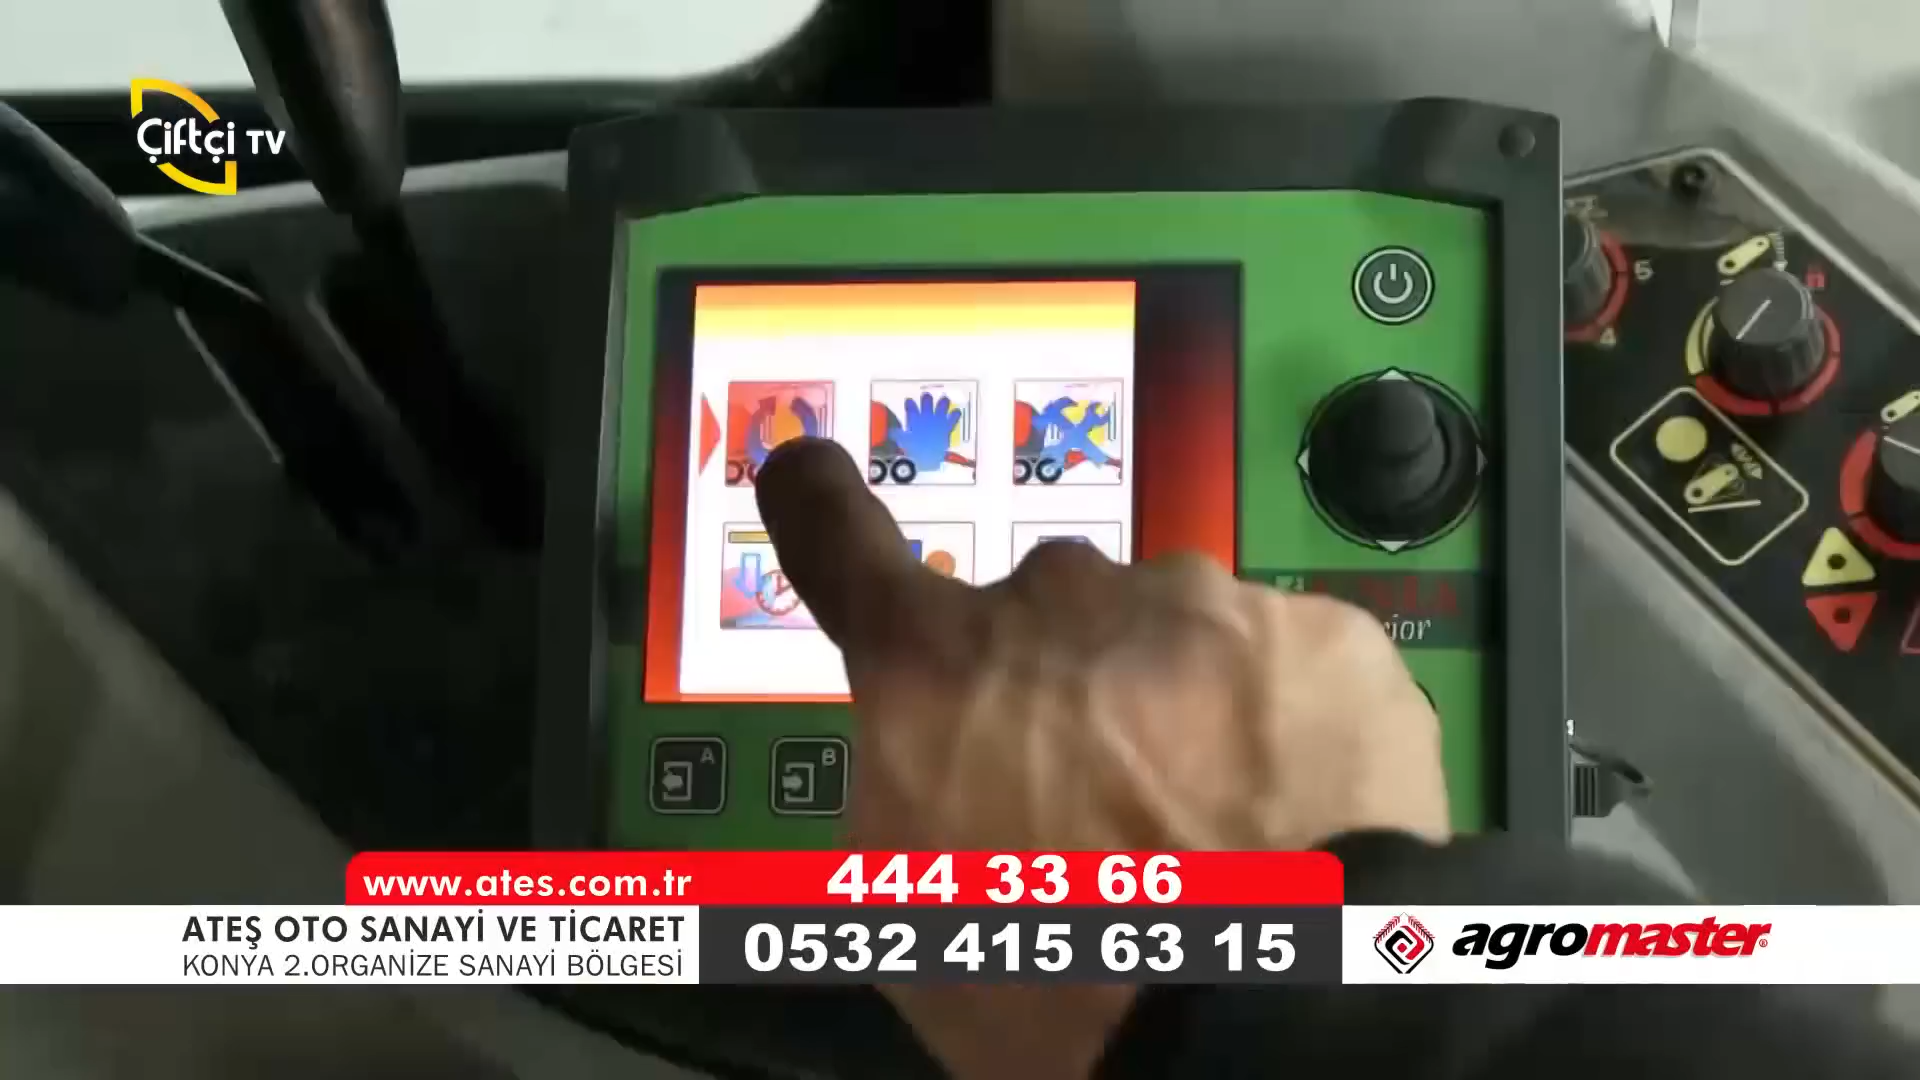 Çiftçi TV
5
A
B
www.ates.com.tr
444 33 66
ATEŞ OTO SANAYİ VE TİCARET
KONYA 2.ORGANİZE SANAYİ BÖLGESİ
0532 415 63 15
agromaster